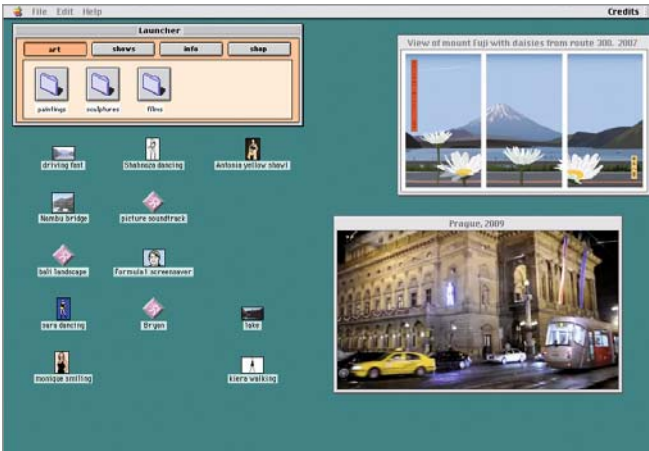 File Edit Help
Credits
Launcher
art
shows
info
shop
paintings
sculptures
films
View of mount Fuji with daisies from route 300. 2007
driving fast
Shahnoza dancing
Antonia yellow shawl
Nambu bridge
picture soundtrack
Prague, 2009
bali landscape
Formula1 screensaver
sara dancing
Bryan
lake
monique smiling
kiera walking